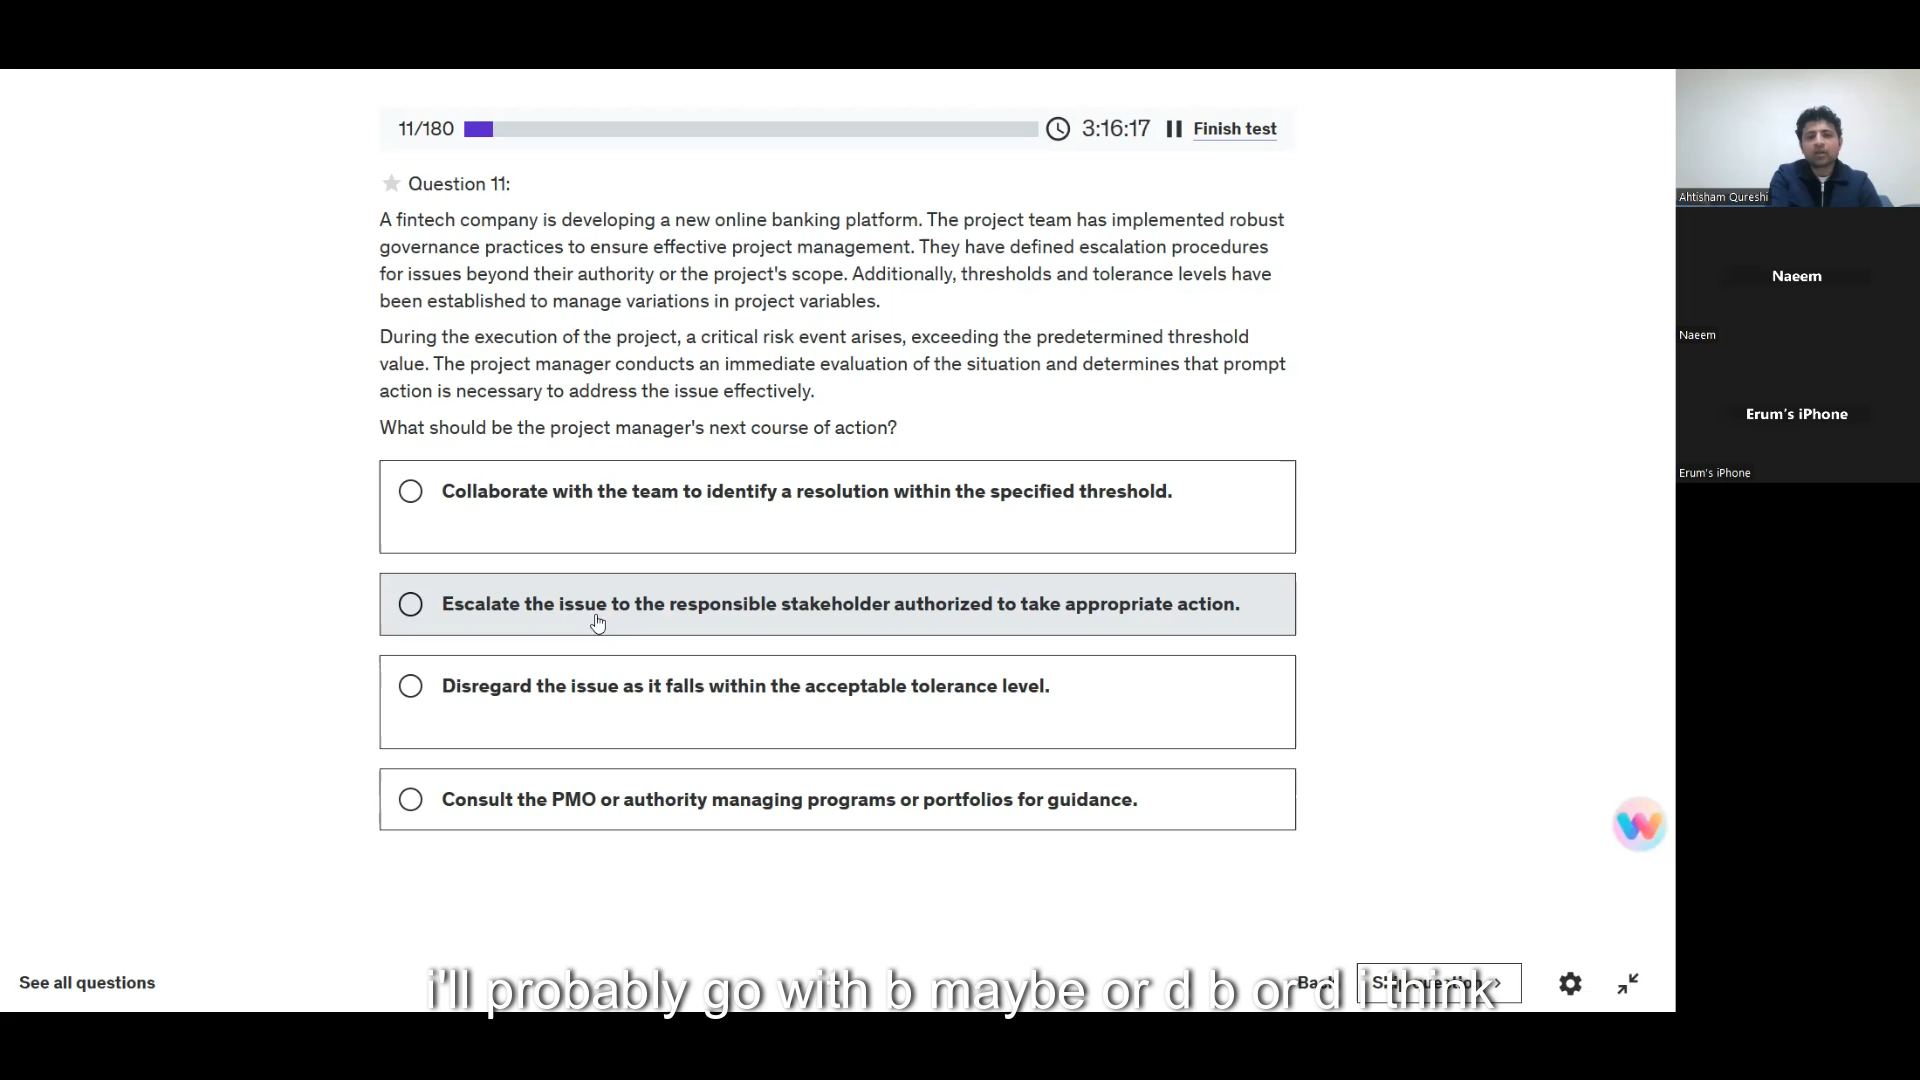 11/180
3:16:17
Finish test
Question 11:
A fintech company is developing a new online banking platform. The project team has implemented robust
governance practices to ensure effective project management. They have defined escalation procedures
for issues beyond their authority or the project's scope. Additionally, thresholds and tolerance levels have
been established to manage variations in project variables.
During the execution of the project, a critical risk event arises, exceeding the predetermined threshold
value. The project manager conducts an immediate evaluation of the situation and determines that prompt
action is necessary to address the issue effectively.
What should be the project manager's next course of action?
Collaborate with the team to identify a resolution within the specified threshold.
Escalate the issue to the responsible stakeholder authorized to take appropriate action.
Disregard the issue as it falls within the acceptable tolerance level.
Consult the PMO or authority managing programs or portfolios for guidance.
See all questions
Back
Skip question
i'll probably go with b maybe or d b or d i think
Ahtisham Qureshi
Naeem
Naeem
Erum's iPhone
Erum's iPhone